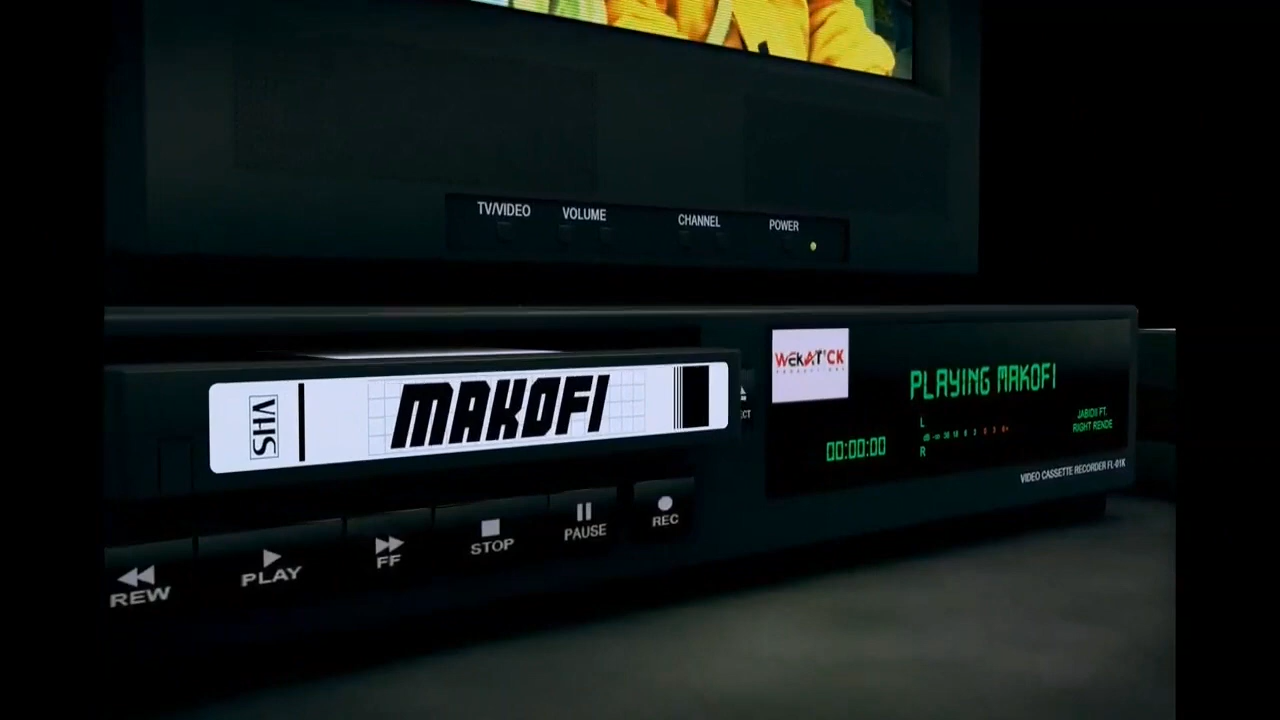 TV/VIDEO VOLUME CHANNEL POWER
VHS
MAKOFI
WEKAT'CK
PLAYING MAKOFI
00:00:00
L
R
JABIDII FT.
RIGHT RENDE
VIDEO CASSETTE RECORDER FL-01K
REW PLAY FF STOP PAUSE REC